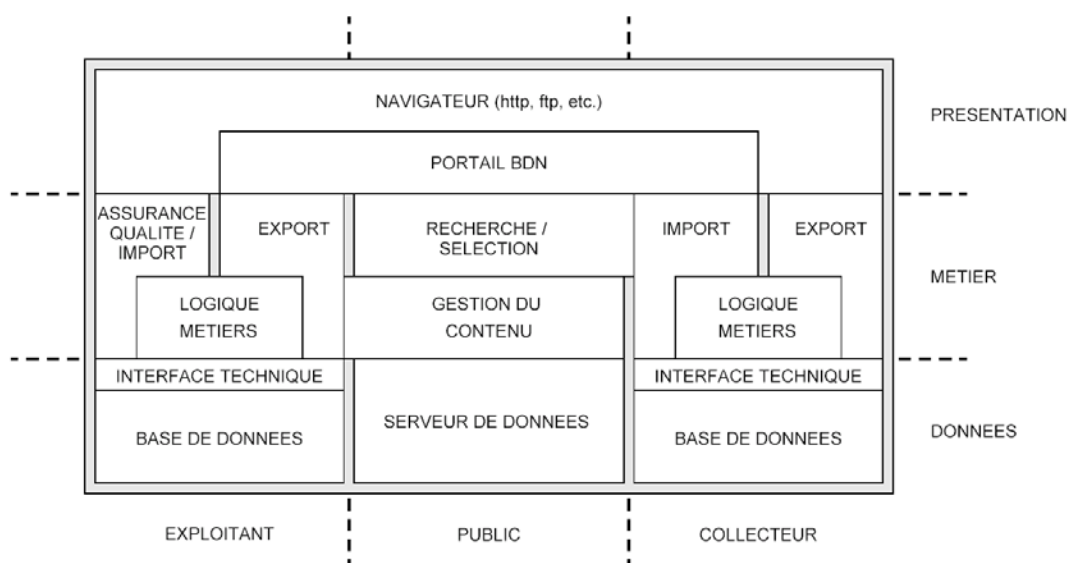 NAVIGATEUR (http, ftp, etc.)
PRESENTATION
PORTAIL BDN
ASSURANCE
QUALITE /
IMPORT
EXPORT
RECHERCHE /
SELECTION
IMPORT
EXPORT
METIER
LOGIQUE
METIERS
GESTION DU
CONTENU
LOGIQUE
METIERS
INTERFACE TECHNIQUE
INTERFACE TECHNIQUE
BASE DE DONNEES
SERVEUR DE DONNEES
BASE DE DONNEES
DONNEES
EXPLOITANT
PUBLIC
COLLECTEUR